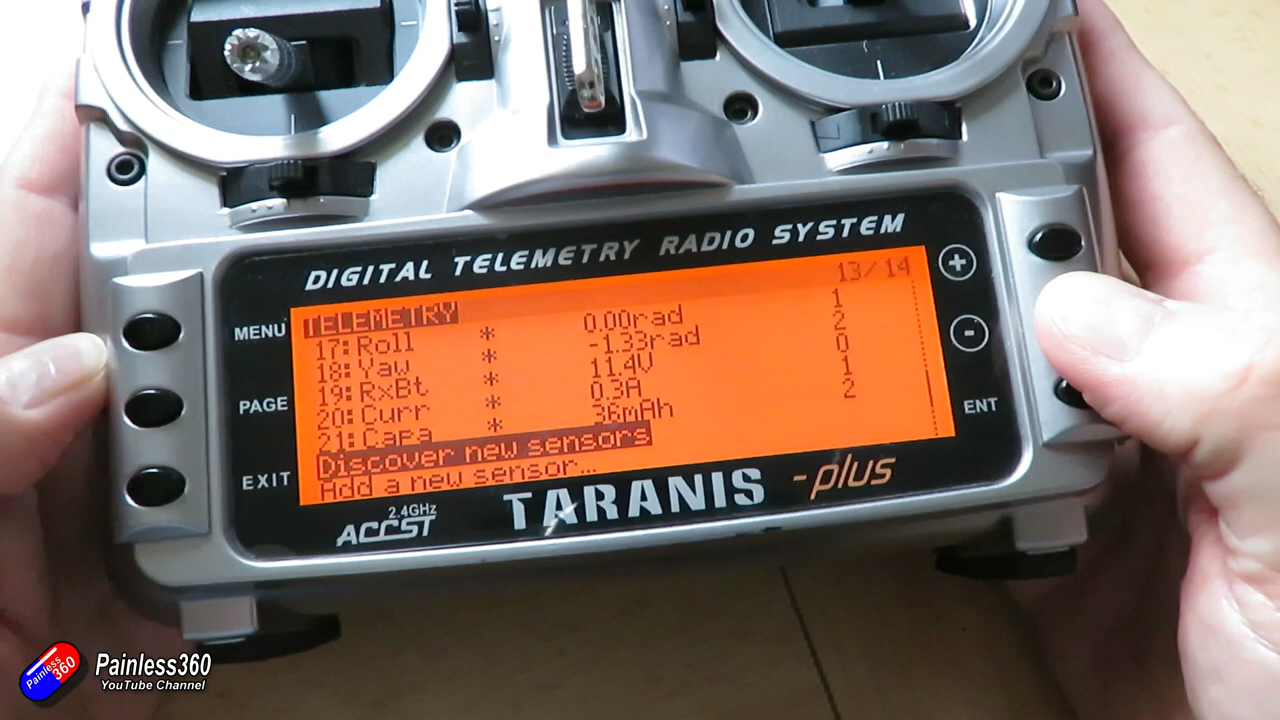 DIGITAL TELEMETRY RADIO SYSTEM
TELEMETRY 13/14
17:Roll * 0.00rad 1
18:Yaw * -1.33rad 2
19:RxBt * 11.4V 0
20:Curr * 0.3A 1
21:Capa * 36mAh 2
Discover new sensors
Add a new sensor...
MENU
PAGE
EXIT
+
-
ENT
2.4GHz
ACCST
TARANIS -plus
Painless 360
Painless360
YouTube Channel